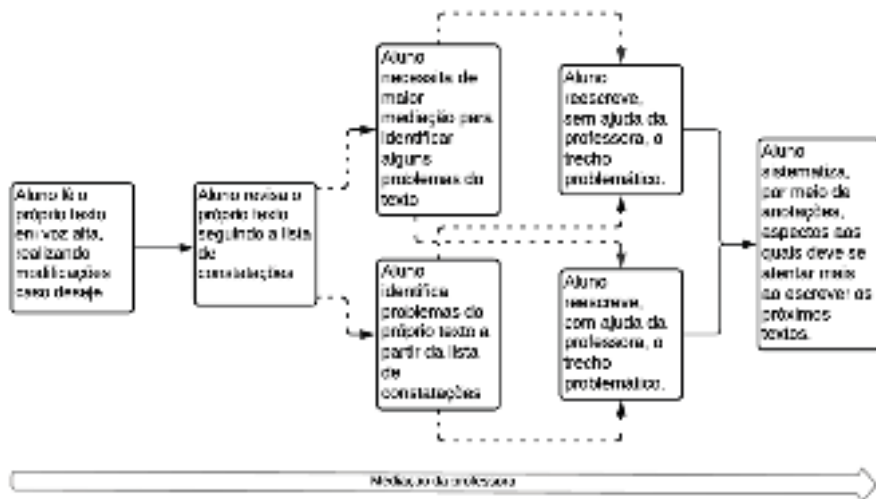 Aluno lê o
próprio texto
em voz alta,
realizando
modificações
caso deseje.
Aluno revisa o
próprio texto
seguindo a lista
de
constatações
Aluno
necessita de
maior
mediação para
identificar
alguns
problemas do
texto
Aluno
identifica
problemas do
próprio texto a
partir da lista
de
constatações
Aluno
reescreve,
sem ajuda da
professora, o
trecho
problemático.
Aluno
reescreve,
com ajuda da
professora, o
trecho
problemático.
Aluno
sistematiza,
por meio de
anotações,
aspectos aos
quais deve se
atentar mais
ao escrever os
próximos
textos.
Mediação da professora